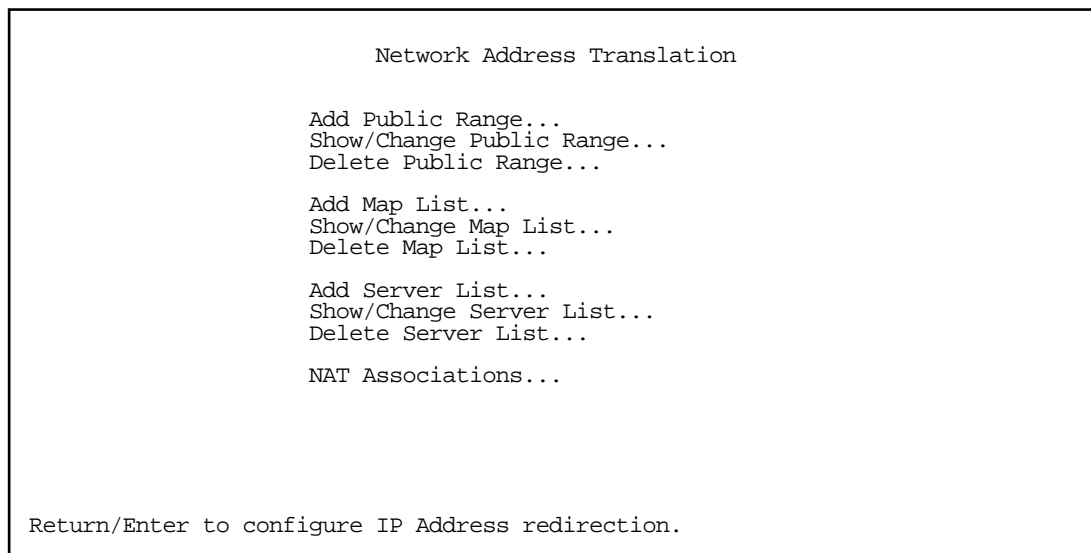 Network Address Translation
Add Public Range...
Show/Change Public Range...
Delete Public Range...
Add Map List...
Show/Change Map List...
Delete Map List...
Add Server List...
Show/Change Server List...
Delete Server List...
NAT Associations...
Return/Enter to configure IP Address redirection.